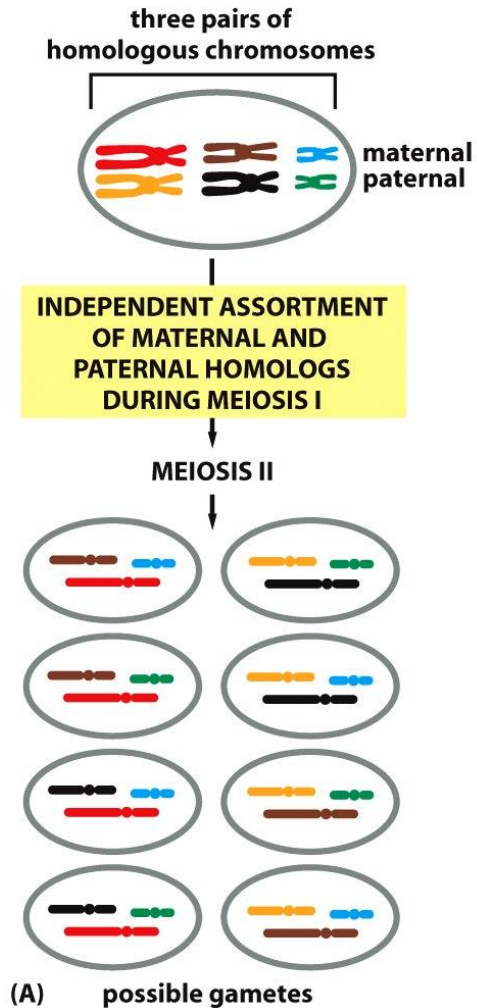 three pairs of
homologous chromosomes
maternal
paternal
INDEPENDENT ASSORTMENT
OF MATERNAL AND
PATERNAL HOMOLOGS
DURING MEIOSIS I
MEIOSIS II
(A) possible gametes